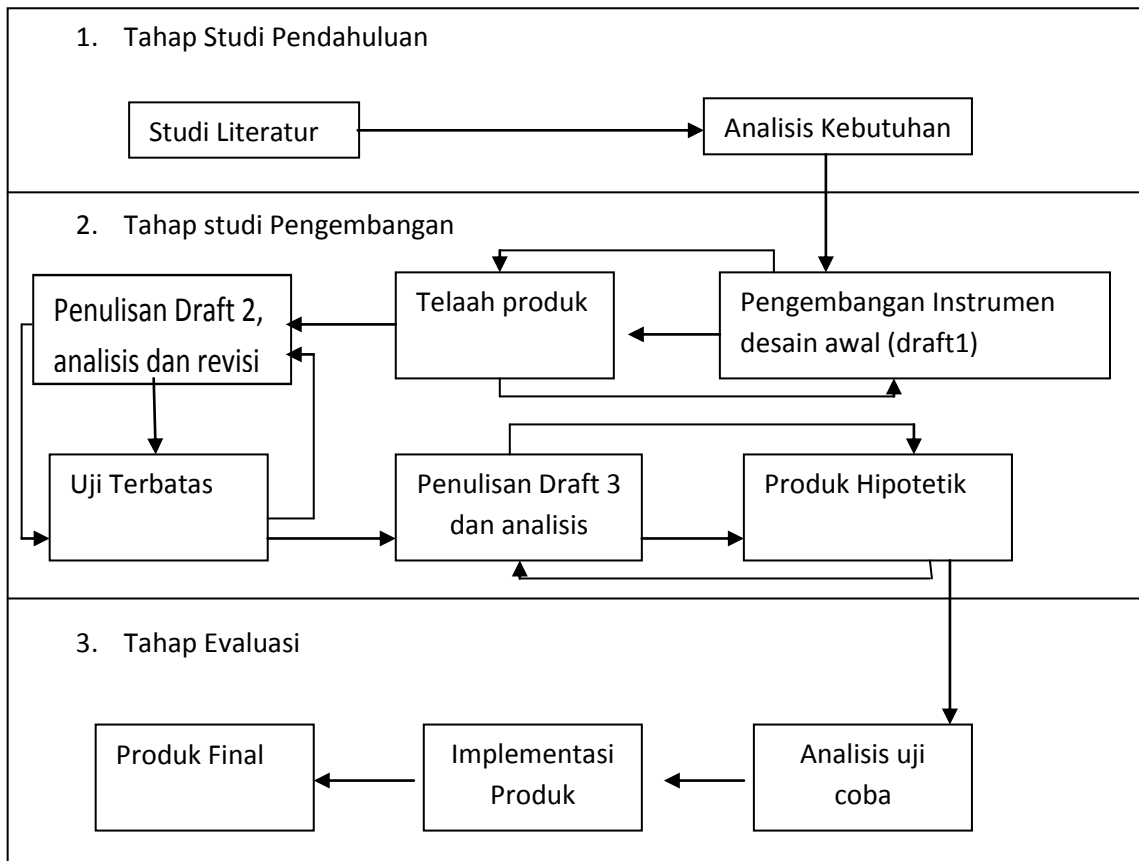 1. Tahap Studi Pendahuluan
Studi Literatur
Analisis Kebutuhan
2. Tahap studi Pengembangan
Penulisan Draft 2,
analisis dan revisi
Telaah produk
Pengembangan Instrumen
desain awal (draft1)
Uji Terbatas
Penulisan Draft 3
dan analisis
Produk Hipotetik
3. Tahap Evaluasi
Produk Final
Implementasi
Produk
Analisis uji
coba